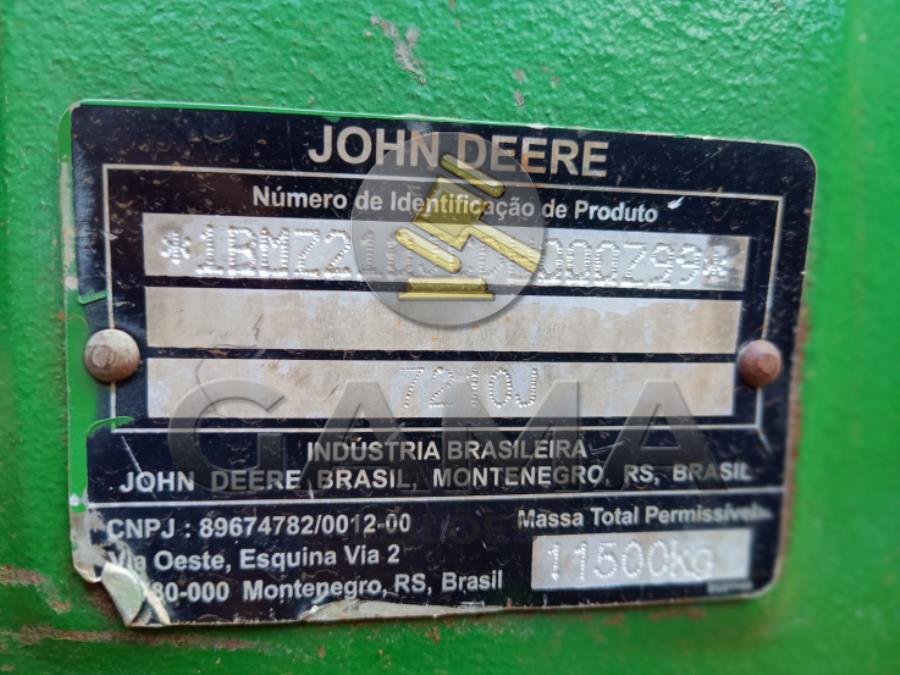 JOHN DEERE
Número de Identificação de Produto
7210J
INDÚSTRIA BRASILEIRA
JOHN DEERE BRASIL, MONTENEGRO, RS, BRASIL
CNPJ : 89674782/0012-00
Massa Total Permissível
Via Oeste, Esquina Via 2
11500kg
Montenegro, RS, Brasil
GAMA